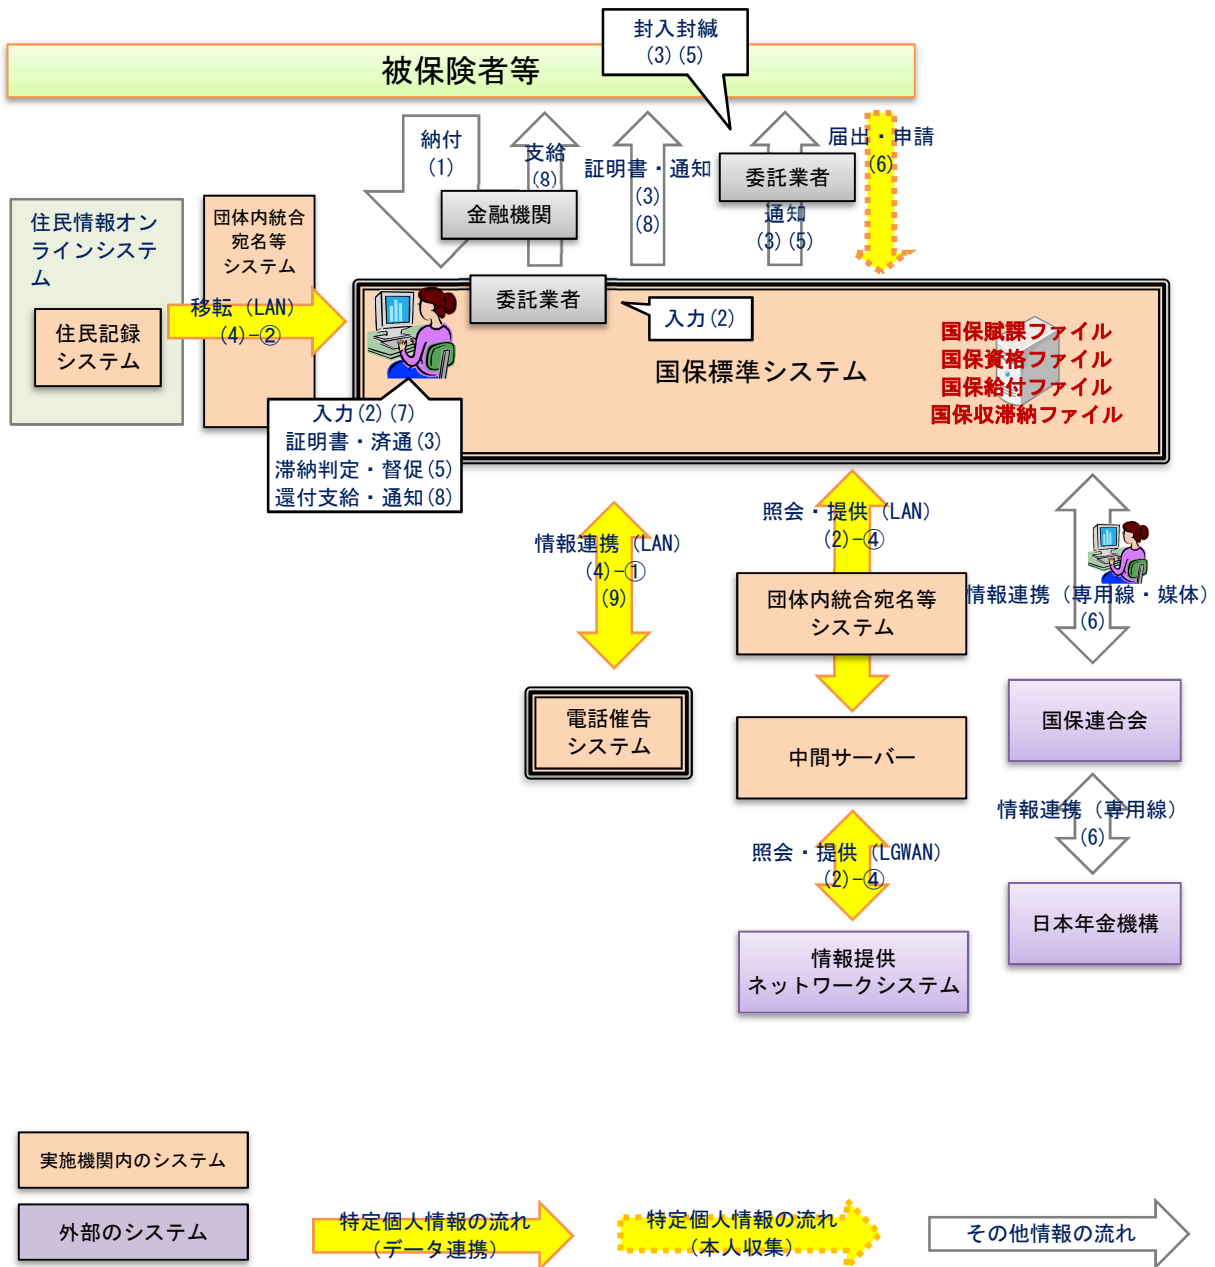 封入封緘
(3)(5)
被保険者等
納付
(1)
支給
(8)
証明書・通知
(3)
(8)
委託業者
通知
(3)(5)
届出・申請
(6)
金融機関
住民情報オン
ラインシステ
ム
住民記録
システム
団体内統合
宛名等
システム
移転（LAN）
(4)-②
委託業者
入力(2)
国保標準システム
国保賦課ファイル
国保資格ファイル
国保給付ファイル
国保収滞納ファイル
入力(2)(7)
証明書・済通(3)
滞納判定・督促(5)
還付支給・通知(8)
情報連携（LAN）
(4)-①
(9)
照会・提供（LAN）
(2)-④
団体内統合宛名等
システム
情報連携（専用線・媒体）
(6)
電話催告
システム
中間サーバー
国保連合会
照会・提供（LGWAN）
(2)-④
情報連携（専用線）
(6)
情報提供
ネットワークシステム
日本年金機構
実施機関内のシステム
外部のシステム
特定個人情報の流れ
（データ連携）
特定個人情報の流れ
（本人収集）
その他情報の流れ